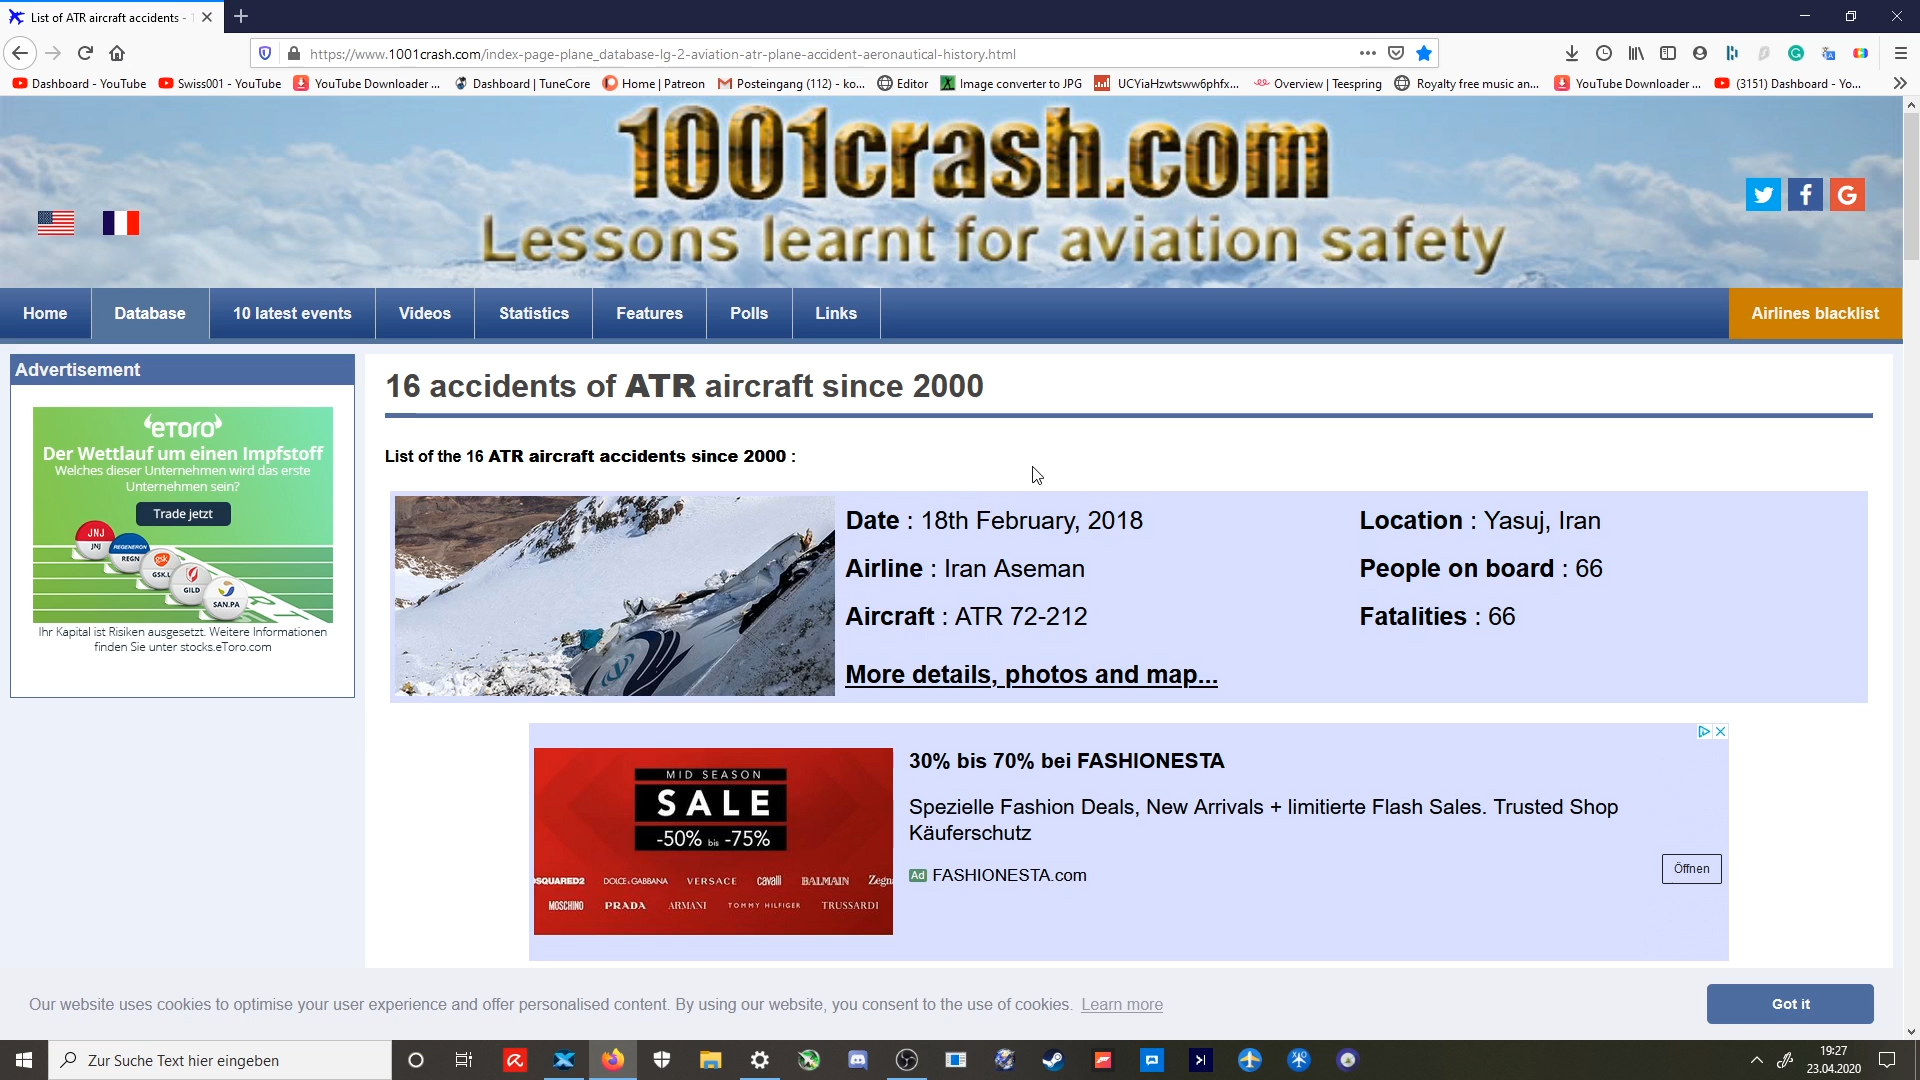 List of ATR aircraft accidents -
https://www.1001crash.com/index-page-plane_database-lg-2-aviation-atr-plane-accident-aeronautical-history.html
Dashboard - YouTube
Swiss001 - YouTube
YouTube Downloader ...
Dashboard | TuneCore
Home | Patreon
Posteingang (112) - ko...
Editor
Image converter to JPG
UCYiaHzwtsww6phfx...
Overview | Teespring
Royalty free music an...
YouTube Downloader ...
(3151) Dashboard - Yo...
1001crash.com
Lessons learnt for aviation safety
Home
Database
10 latest events
Videos
Statistics
Features
Polls
Links
Airlines blacklist
Advertisement
eToro
Der Wettlauf um einen Impfstoff
Welches dieser Unternehmen wird das erste
Unternehmen sein?
Trade jetzt
JNJ
JNJ
REGENERON
REGN
gsk
GSK.L
GILD
SAN.PA
Ihr Kapital ist Risiken ausgesetzt. Weitere Informationen
finden Sie unter stocks.eToro.com
16 accidents of ATR aircraft since 2000
List of the 16 ATR aircraft accidents since 2000 :
Date : 18th February, 2018
Location : Yasuj, Iran
Airline : Iran Aseman
People on board : 66
Aircraft : ATR 72-212
Fatalities : 66
More details, photos and map...
MID SEASON
SALE
-50% bis -75%
DSQUARED2 DOLCE & GABBANA VERSACE cavalli BALMAIN Zegna
MOSCHINO PRADA ARMANI TOMMY HILFIGER TRUSSARDI
30% bis 70% bei FASHIONESTA
Spezielle Fashion Deals, New Arrivals + limitierte Flash Sales. Trusted Shop
Käuferschutz
Ad FASHIONESTA.com
Öffnen
Our website uses cookies to optimise your user experience and offer personalised content. By using our website, you consent to the use of cookies. Learn more
Got it
Zur Suche Text hier eingeben
19:27
23.04.2020